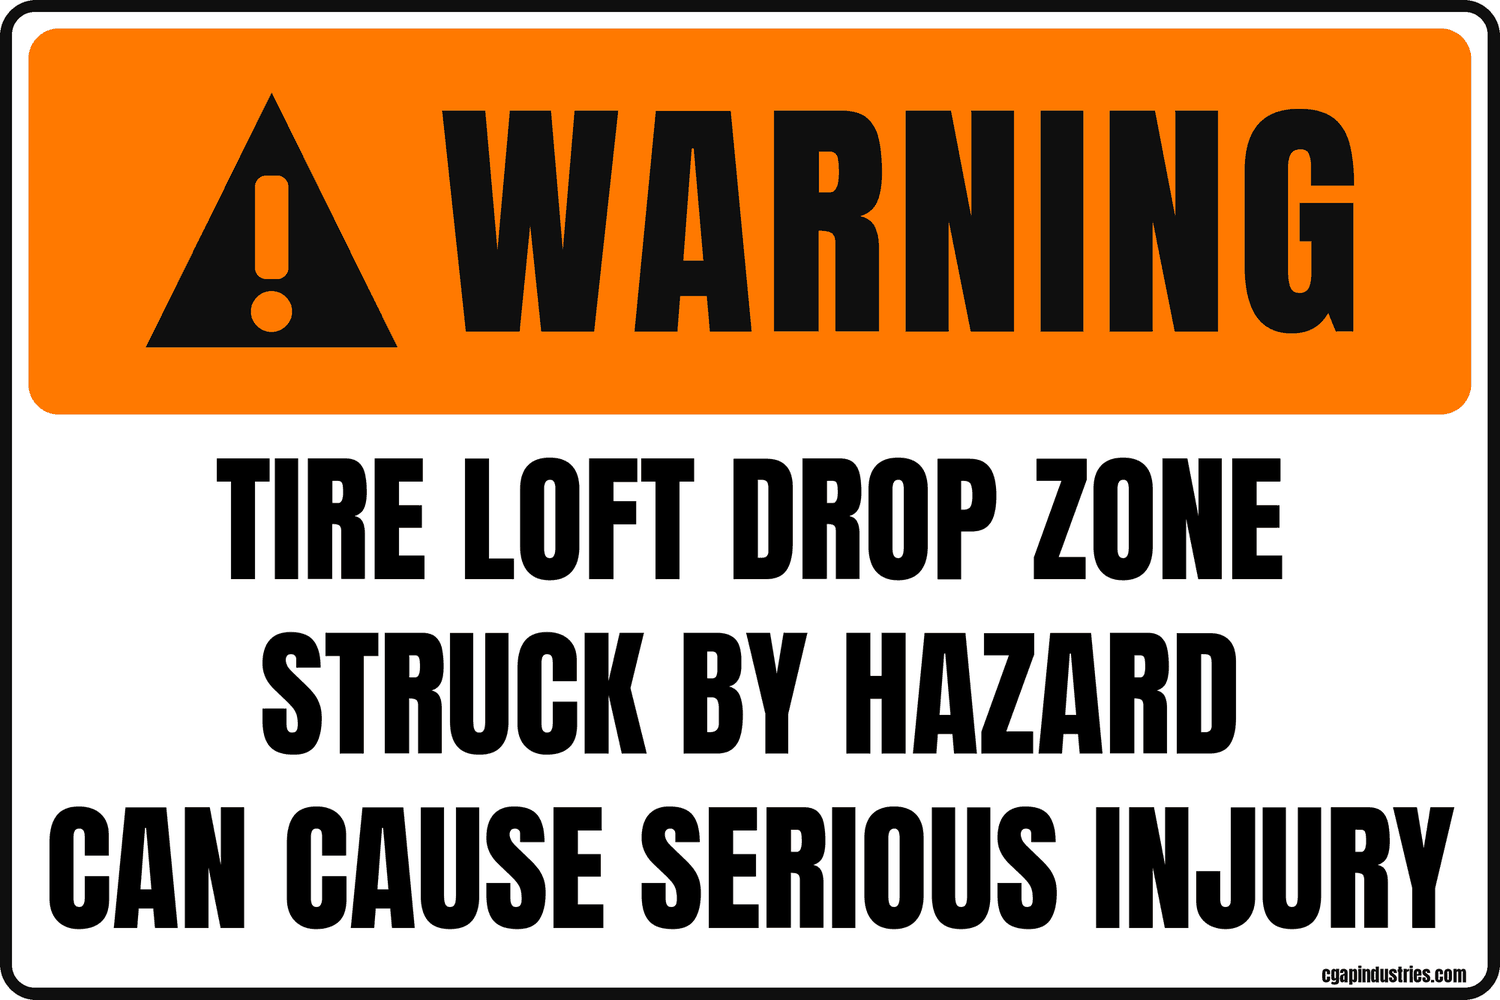 WARNING
TIRE LOFT DROP ZONE
STRUCK BY HAZARD
CAN CAUSE SERIOUS INJURY
cgapindustries.com